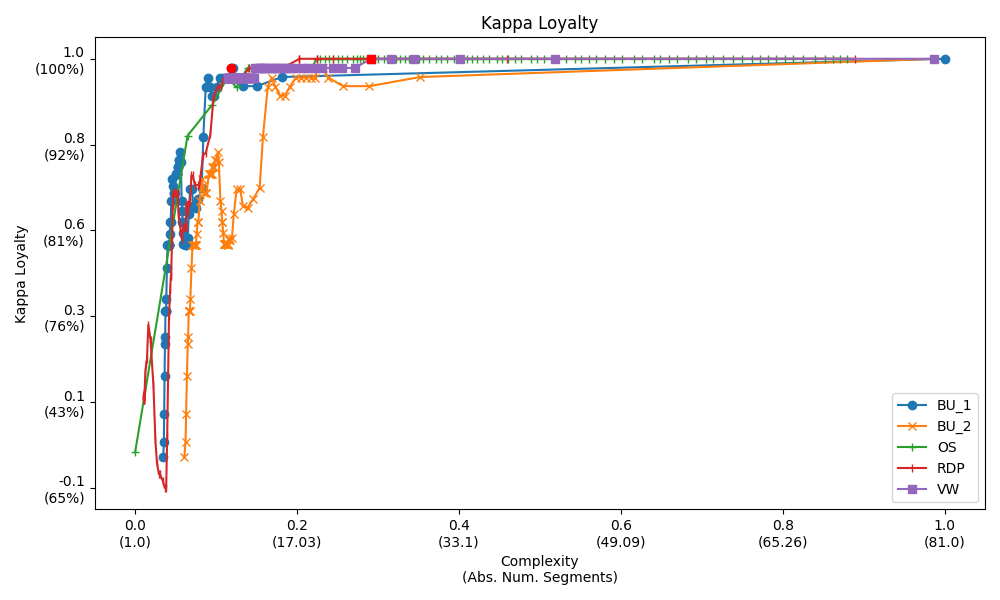 Kappa Loyalty
1.0
(100%)
0.8
(92%)
0.6
(81%)
0.3
(76%)
0.1
(43%)
-0.1
(65%)
Kappa Loyalty
BU_1
BU_2
OS
RDP
VW
0.0 0.2 0.4 0.6 0.8 1.0
(1.0) (17.03) (33.1) (49.09) (65.26) (81.0)
Complexity
(Abs. Num. Segments)